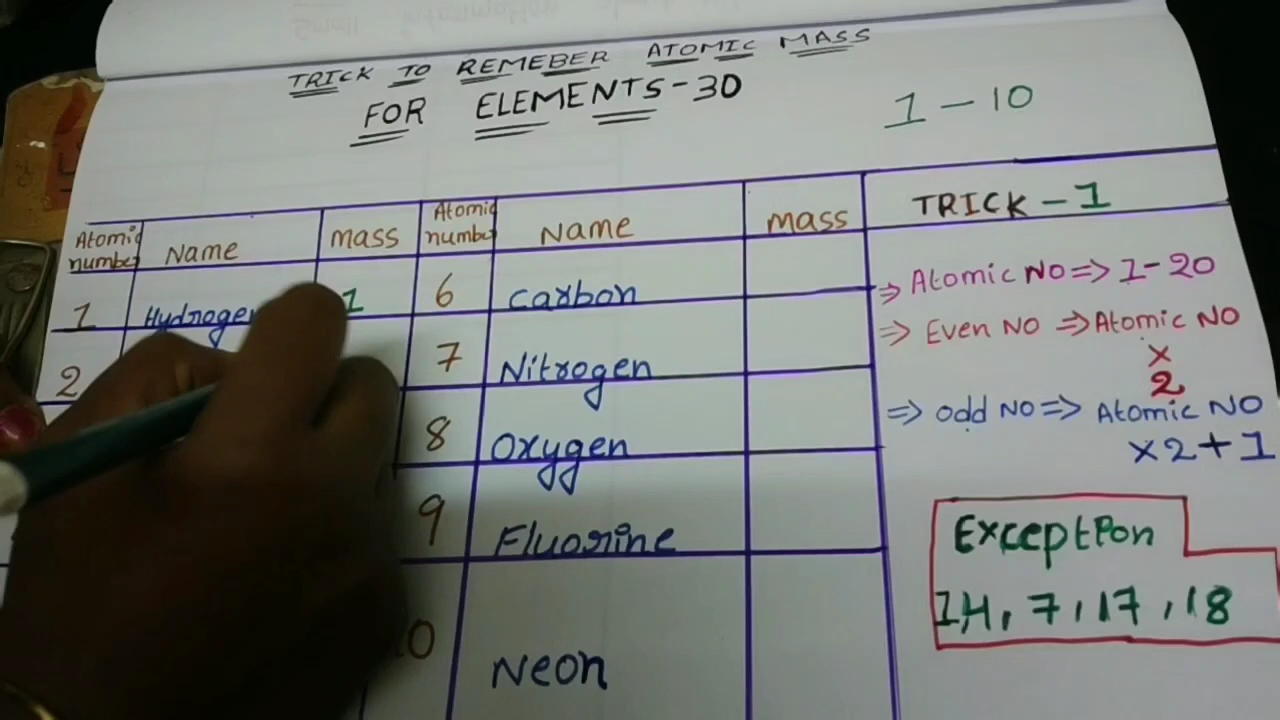 TRICK TO REMEBER ATOMIC MASS
FOR ELEMENTS-30
1-10
Atomic number Name Mass Atomic number Name Mass
1 Hydrogen 1 6 Carbon
2 7 Nitrogen
8 Oxygen
9 Fluorine
10 Neon
TRICK-1
⇒ Atomic NO ⇒ 1-20
⇒ Even NO ⇒ Atomic NO
×
2
⇒ odd NO ⇒ Atomic NO
×2+1
Exception
1H, 7, 17, 18